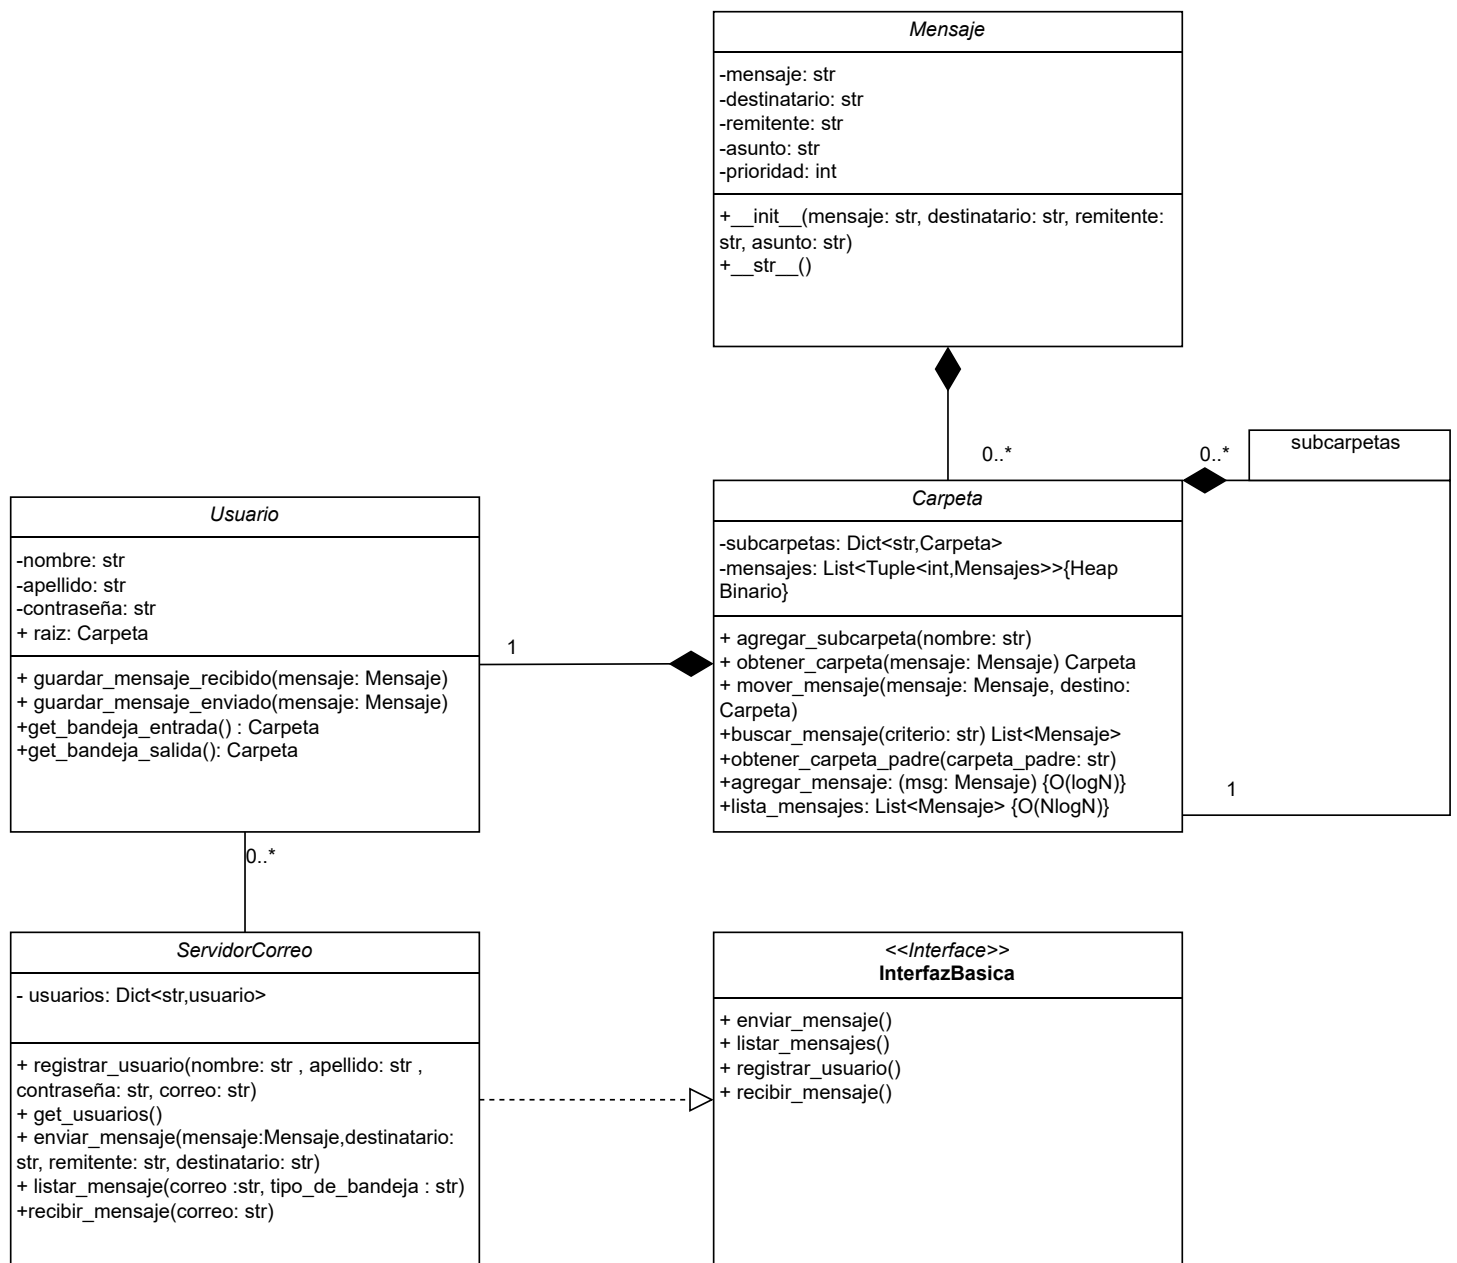 Mensaje
-mensaje: str
-destinatario: str
-remitente: str
-asunto: str
-prioridad: int
+__init__(mensaje: str, destinatario: str, remitente:
str, asunto: str)
+__str__()
0..*
0..*
subcarpetas
Usuario
-nombre: str
-apellido: str
-contraseña: str
+ raiz: Carpeta
+ guardar_mensaje_recibido(mensaje: Mensaje)
+ guardar_mensaje_enviado(mensaje: Mensaje)
+get_bandeja_entrada() : Carpeta
+get_bandeja_salida(): Carpeta
1
Carpeta
-subcarpetas: Dict<str,Carpeta>
-mensajes: List<Tuple<int,Mensajes>>{Heap
Binario}
+ agregar_subcarpeta(nombre: str)
+ obtener_carpeta(mensaje: Mensaje) Carpeta
+ mover_mensaje(mensaje: Mensaje, destino:
Carpeta)
+buscar_mensaje(criterio: str) List<Mensaje>
+obtener_carpeta_padre(carpeta_padre: str)
+agregar_mensaje: (msg: Mensaje) {O(logN)}
+lista_mensajes: List<Mensaje> {O(NlogN)}
1
0..*
ServidorCorreo
- usuarios: Dict<str,usuario>
+ registrar_usuario(nombre: str , apellido: str ,
contraseña: str, correo: str)
+ get_usuarios()
+ enviar_mensaje(mensaje:Mensaje,destinatario:
str, remitente: str, destinatario: str)
+ listar_mensaje(correo :str, tipo_de_bandeja : str)
+recibir_mensaje(correo: str)
<<Interface>>
InterfazBasica
+ enviar_mensaje()
+ listar_mensajes()
+ registrar_usuario()
+ recibir_mensaje()